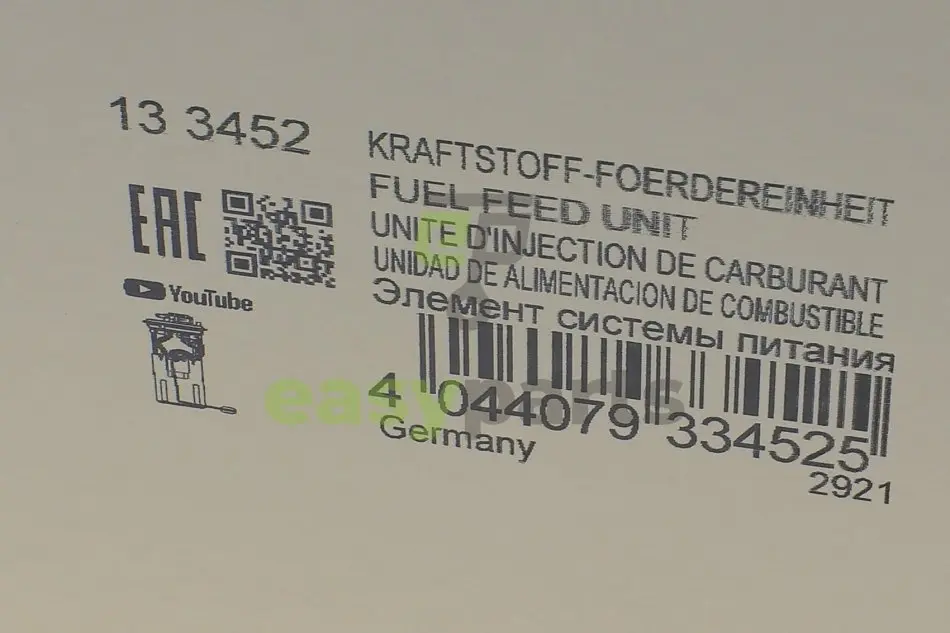 13 3452
KRAFTSTOFF-FOERDEREINHEIT
FUEL FEED UNIT
UNITE D'INJECTION DE CARBURANT
UNIDAD DE ALIMENTACION DE COMBUSTIBLE
Элемент системы питания
EAC
YouTube
easyparts
4 044079 334525
Germany
2921